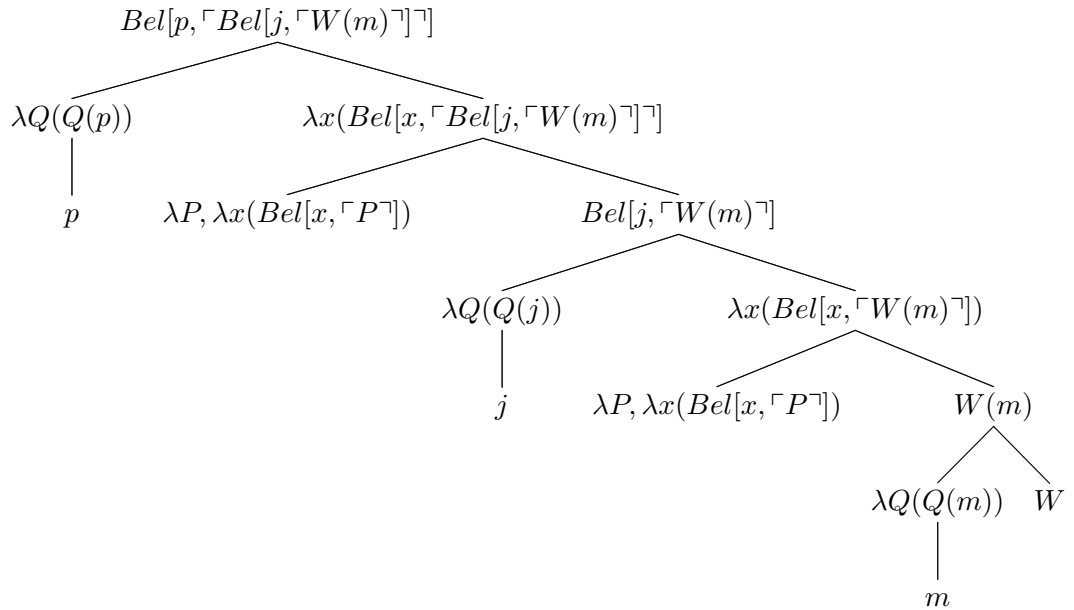 Bel[p, ⌜Bel[j, ⌜W(m)⌝]⌝]
λQ(Q(p)) λx(Bel[x, ⌜Bel[j, ⌜W(m)⌝]⌝]
p λP, λx(Bel[x, ⌜P⌝]) Bel[j, ⌜W(m)⌝]
λQ(Q(j)) λx(Bel[x, ⌜W(m)⌝])
j λP, λx(Bel[x, ⌜P⌝]) W(m)
λQ(Q(m)) W
m